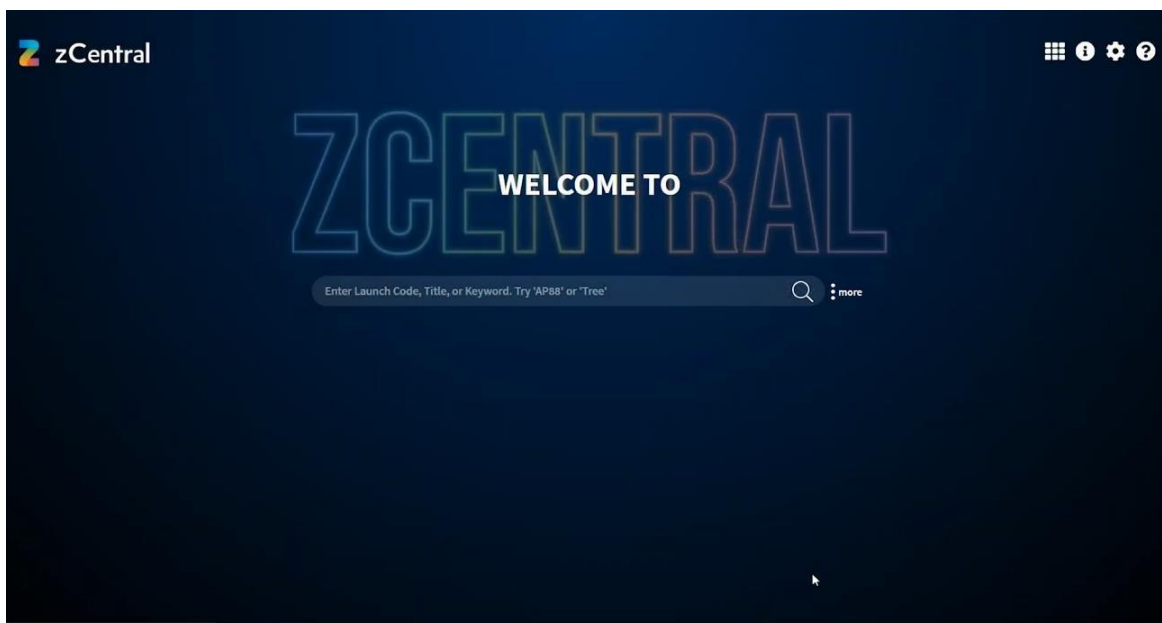 zCentral
ZCENTRAL
WELCOME TO
Enter Launch Code, Title, or Keyword. Try 'AP88' or 'Tree'
more